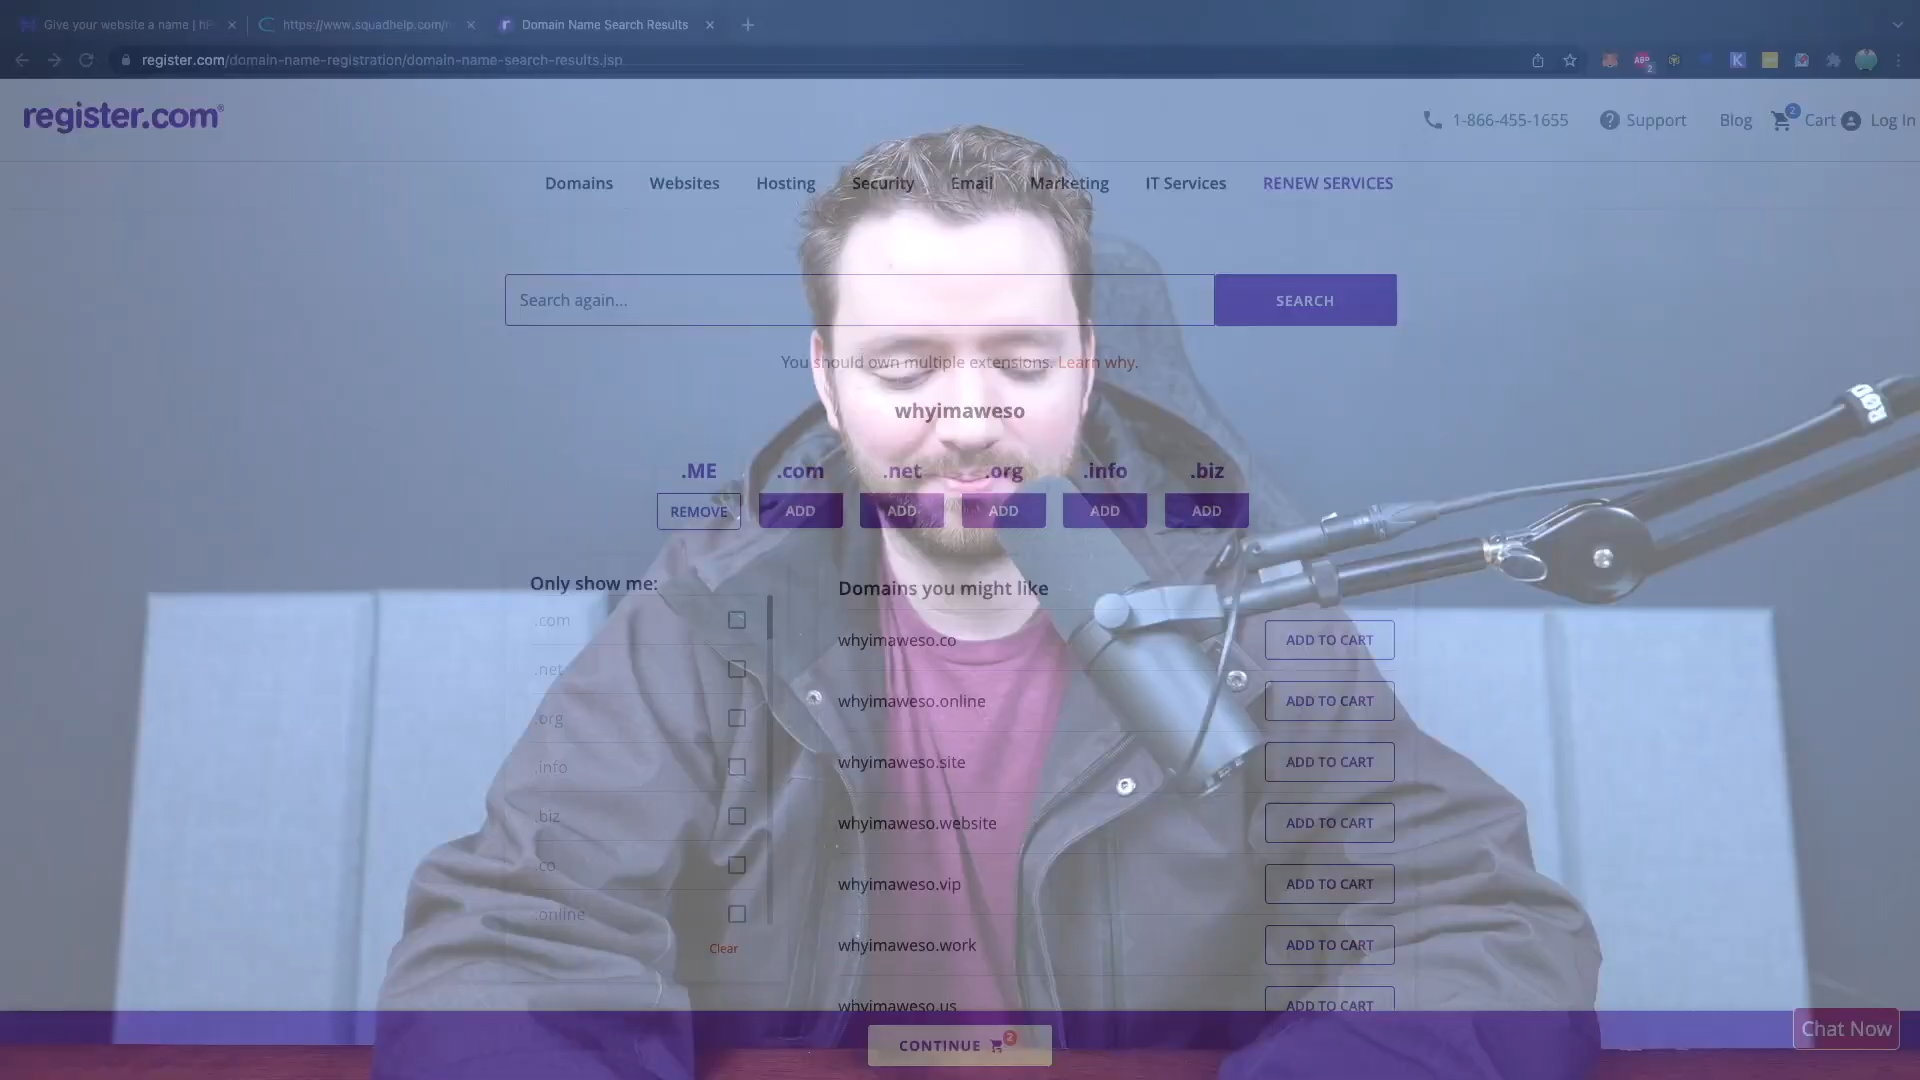 Give your website a name | hP
https://www.squadhelp.com/n
Domain Name Search Results
register.com/domain-name-registration/domain-name-search-results.jsp
ABP
2
K
register.com®
1-866-455-1655
Support
Blog
2
Cart
Log In
Domains
Websites
Hosting
Security
Email
Marketing
IT Services
RENEW SERVICES
Search again...
SEARCH
You should own multiple extensions. Learn why.
whyimaweso
.ME
.com
.net
.org
.info
.biz
REMOVE
ADD
ADD
ADD
ADD
ADD
RØD
Only show me:
.com
.net
.org
.info
.biz
.co
.online
Clear
Domains you might like
whyimaweso.co
ADD TO CART
whyimaweso.online
ADD TO CART
whyimaweso.site
ADD TO CART
whyimaweso.website
ADD TO CART
whyimaweso.vip
ADD TO CART
whyimaweso.work
ADD TO CART
whyimaweso.us
ADD TO CART
CONTINUE
2
Chat Now